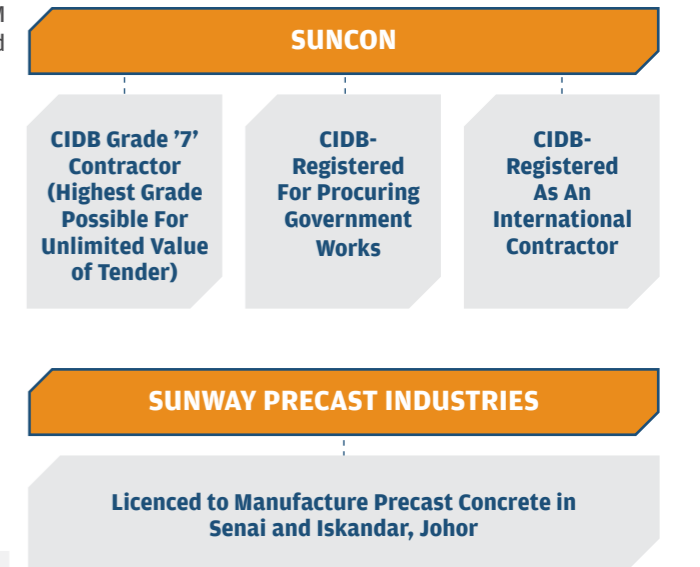 SUNCON
CIDB Grade ’7’
Contractor
(Highest Grade
Possible For
Unlimited Value
of Tender)
CIDB-
Registered
For Procuring
Government
Works
CIDB-
Registered
As An
International
Contractor
SUNWAY PRECAST INDUSTRIES
Licenced to Manufacture Precast Concrete in
Senai and Iskandar, Johor